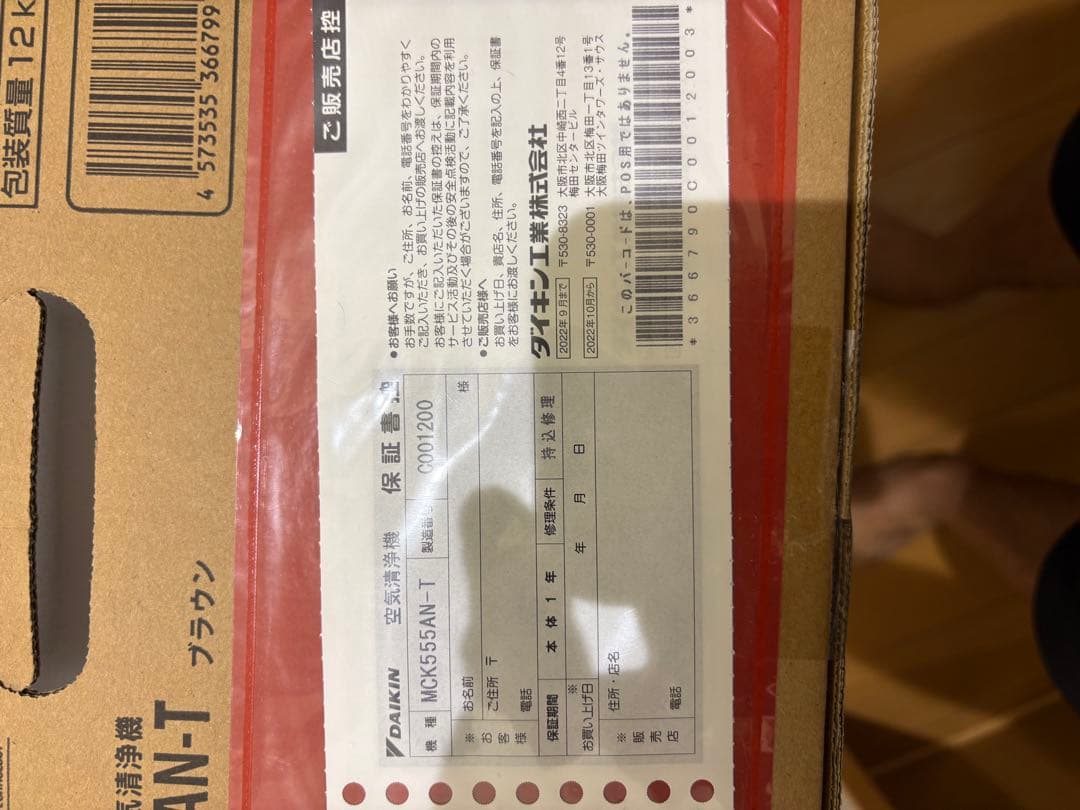 包装質量12k
4 573535 366799
気清浄機
AN-T
ブラウン
ご販売店控
●お客様へお願い
お手数ですが、ご住所、お名前、電話番号をわかりやすく
ご記入いただき、お買い上げの販売店へお渡しください。
お客様にご記入いただいた保証書の控えは、保証期間内の
サービス活動及びその後の安全点検活動に記載内容を利用
させていただく場合がございますので、ご了承ください。
●ご販売店様へ
お買い上げ日、貴店名、住所、電話番号を記入の上、保証書
をお客様にお渡しください。
ダイキン工業株式会社
2022年9月まで 〒530-8323 大阪市北区中崎西二丁目4番12号
梅田センタービル
2022年10月から 〒530-0001 大阪市北区梅田一丁目13番1号
大阪梅田ツインタワーズ・サウス
このバーコードは、POS用ではありません。
*366790C0012003*
DAIKIN 空気清浄機 保証書
機種 MCK555AN-T 製造番 C001200
※お客様
お名前 様
ご住所 〒
電話
保証期間 本体1年 修理条件 持込修理
お買い上げ日※ 年 月 日
※販売店
住所・店名
電話